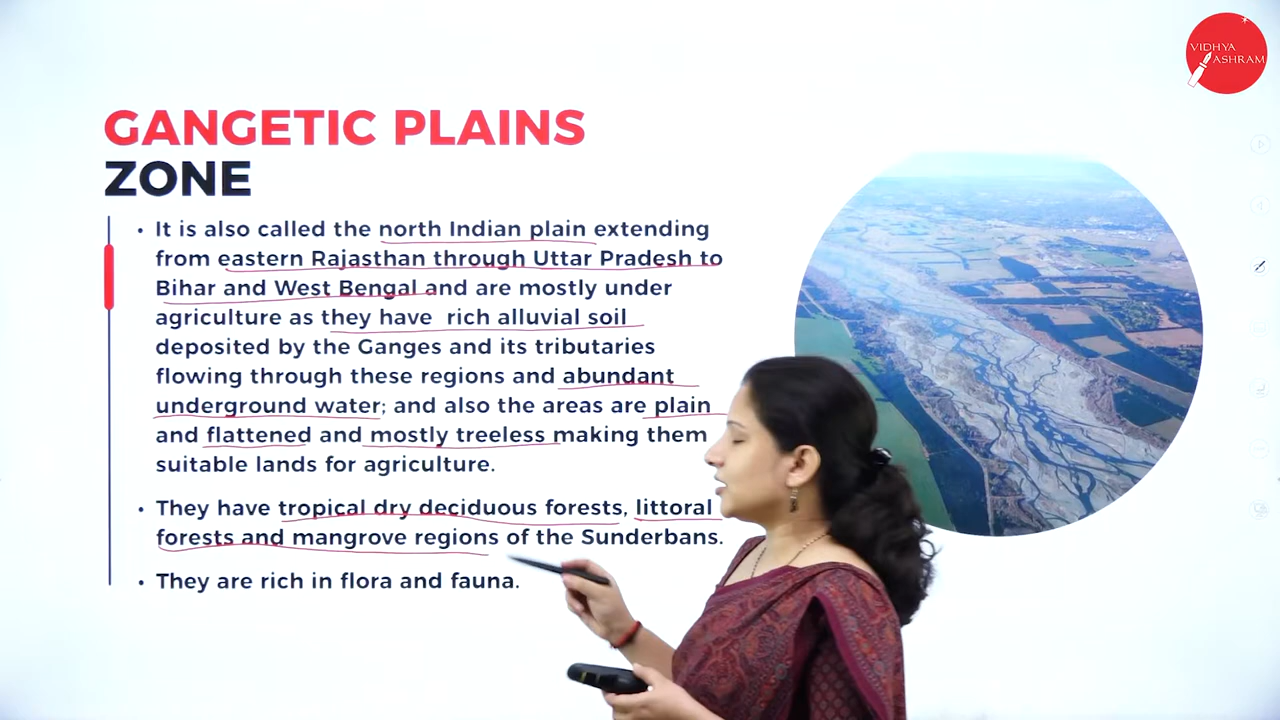 VIDHYA
ASHRAM
GANGETIC PLAINS
ZONE
• It is also called the north Indian plain extending
from eastern Rajasthan through Uttar Pradesh to
Bihar and West Bengal and are mostly under
agriculture as they have rich alluvial soil
deposited by the Ganges and its tributaries
flowing through these regions and abundant
underground water; and also the areas are plain
and flattened and mostly treeless making them
suitable lands for agriculture.
• They have tropical dry deciduous forests, littoral
forests and mangrove regions of the Sunderbans.
• They are rich in flora and fauna.